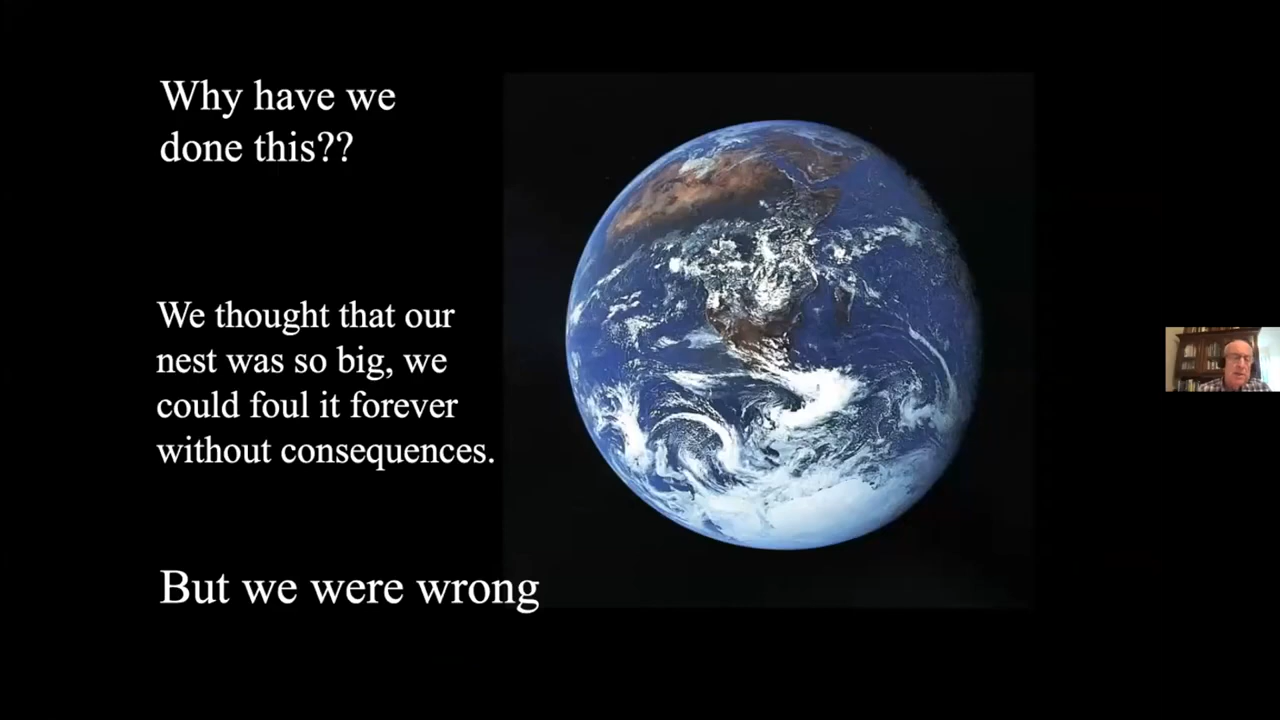 Why have we
done this??
We thought that our
nest was so big, we
could foul it forever
without consequences.
But we were wrong